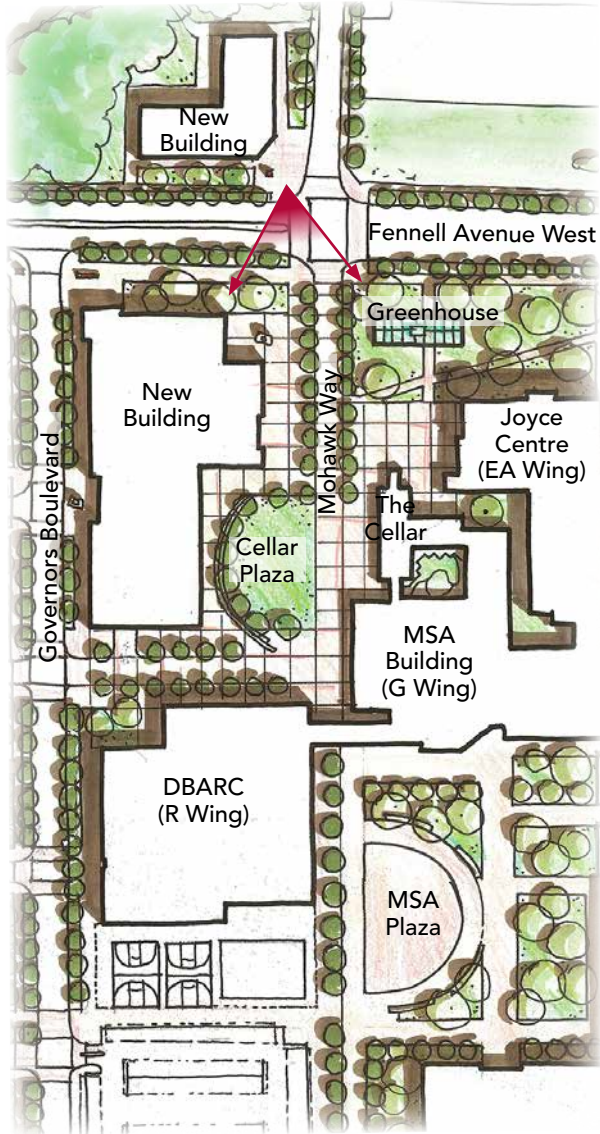 New
Building
Fennell Avenue West
Greenhouse
New
Building
Mohawk Way
Joyce
Centre
(EA Wing)
Governors Boulevard
The
Cellar
Cellar
Plaza
MSA
Building
(G Wing)
DBARC
(R Wing)
MSA
Plaza